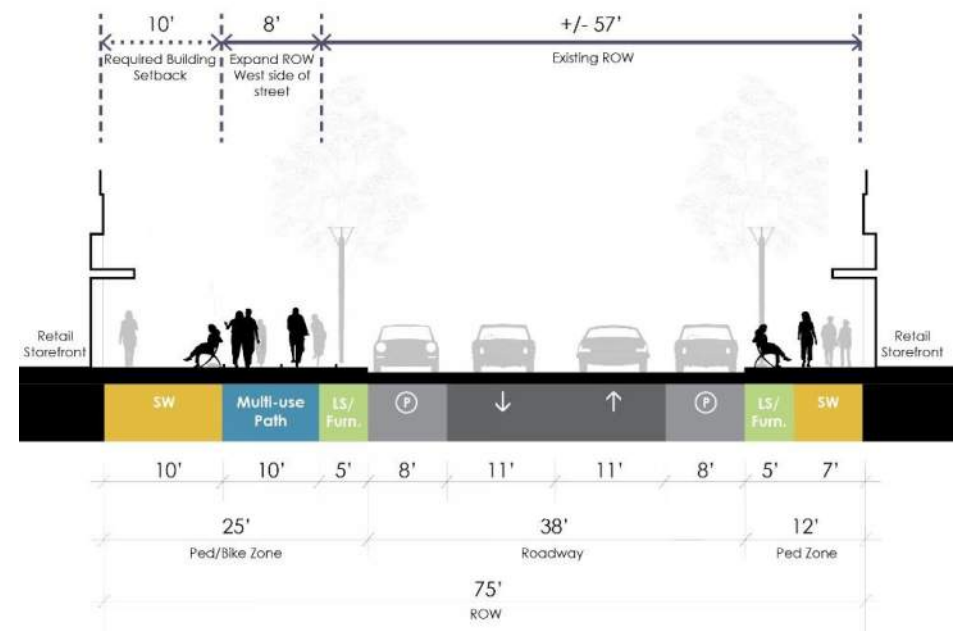 10' 8' +/- 57'
Required Building Setback
Expand ROW West side of street
Existing ROW
Retail Storefront
Retail Storefront
SW
Multi-use Path
LS/ Furn.
P
↓
↑
P
LS/ Furn.
SW
10' 10' 5' 8' 11' 11' 8' 5' 7'
25' 38' 12'
Ped/Bike Zone Roadway Ped Zone
75'
ROW